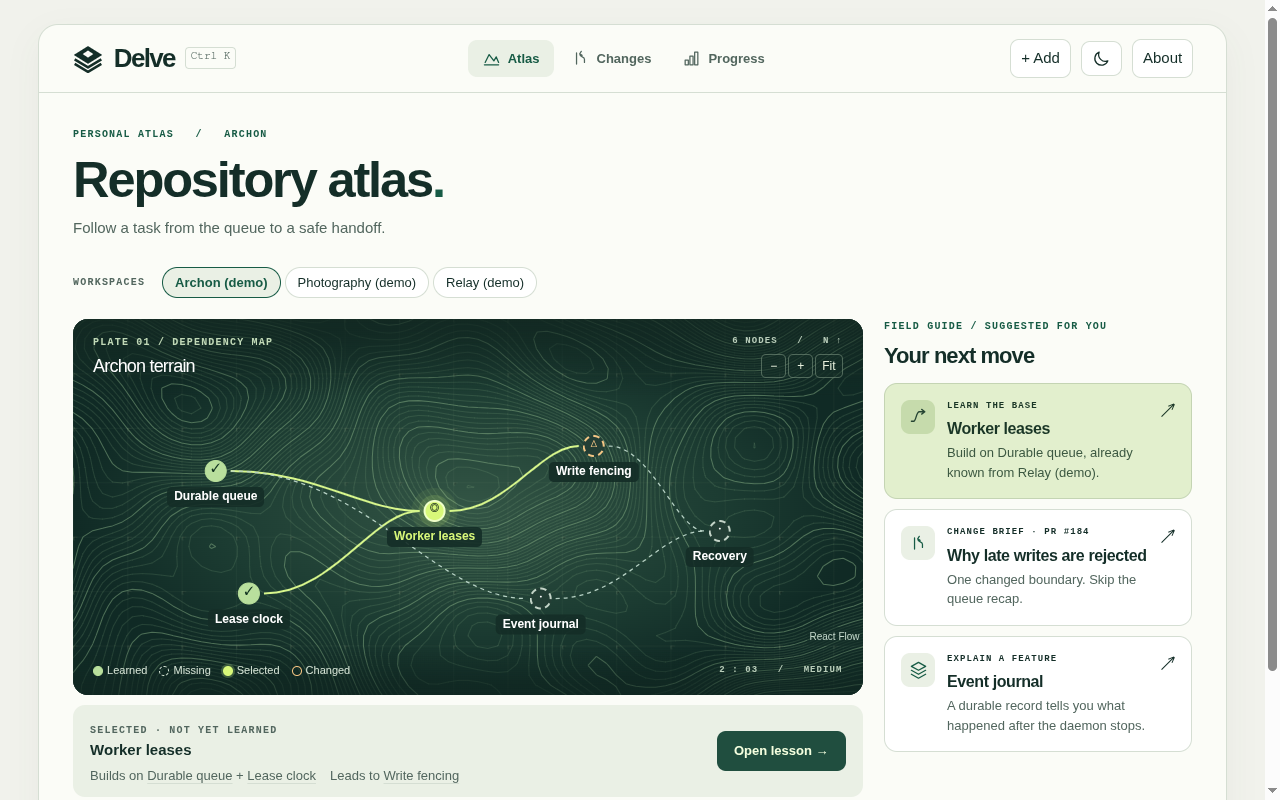 Delve Ctrl K
Atlas
Changes
Progress
+ Add
About
PERSONAL ATLAS / ARCHON
Repository atlas.
Follow a task from the queue to a safe handoff.
WORKSPACES
Archon (demo)
Photography (demo)
Relay (demo)
PLATE 01 / DEPENDENCY MAP
Archon terrain
6 NODES / N ↑
− + Fit
Write fencing
Durable queue
Worker leases
Recovery
Lease clock
Event journal
React Flow
Learned Missing Selected Changed
2 : 03 / MEDIUM
SELECTED · NOT YET LEARNED
Worker leases
Builds on Durable queue + Lease clock Leads to Write fencing
Open lesson →
FIELD GUIDE / SUGGESTED FOR YOU
Your next move
LEARN THE BASE
Worker leases
Build on Durable queue, already
known from Relay (demo).
CHANGE BRIEF · PR #184
Why late writes are rejected
One changed boundary. Skip the
queue recap.
EXPLAIN A FEATURE
Event journal
A durable record tells you what
happened after the daemon stops.